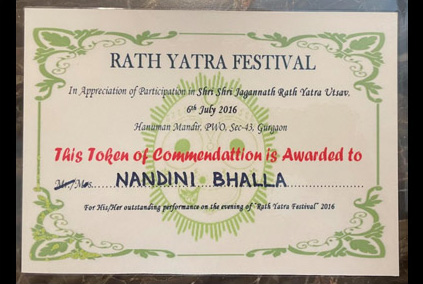 RATH YATRA FESTIVAL
In Appreciation of Participation in Shri Shri Jagannath Rath Yatra Utsav,
6th July 2016
Hanuman Mandir, PWO, Sec-43, Gurgaon
This Token of Commendattion is Awarded to
Mr./Mrs......NANDINI BHALLA..................
For His/Her outstanding performance on the evening of "Rath Yatra Festival" 2016